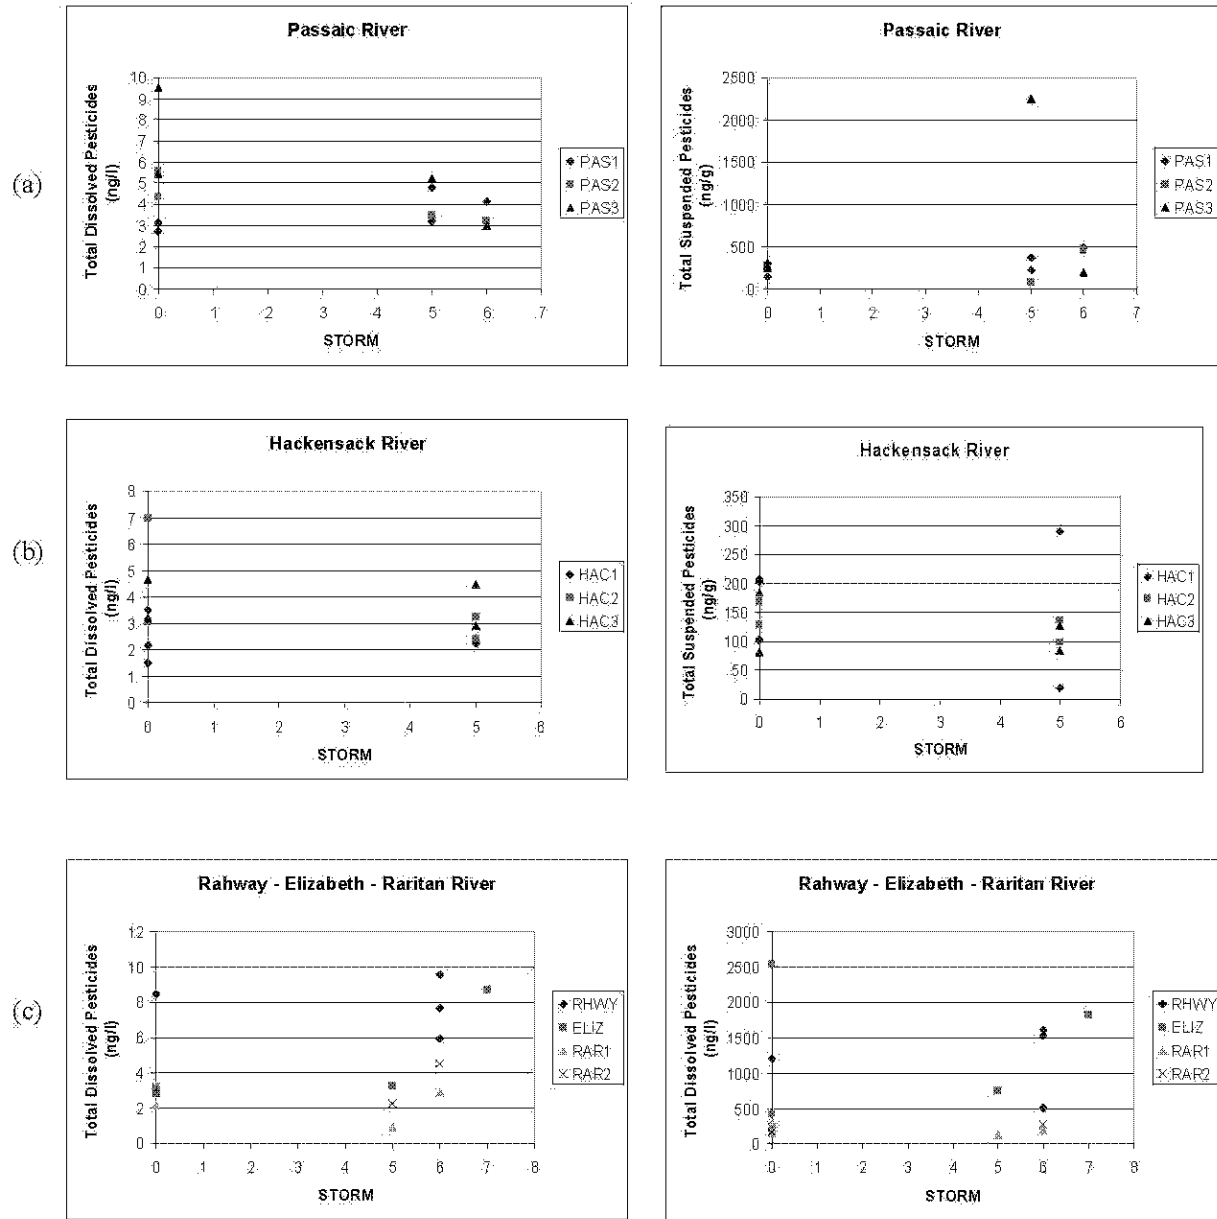 (a)
Passaic River
Total Dissolved Pesticides
(ng/l)
10
9
8
7
6
5
4
3
2
1
0
0 1 2 3 4 5 6 7
STORM
PAS1
PAS2
PAS3
Passaic River
Total Suspended Pesticides
(ng/g)
2500
2000
1500
1000
500
0
0 1 2 3 4 5 6 7
STORM
PAS1
PAS2
PAS3
(b)
Hackensack River
Total Dissolved Pesticides
(ng/l)
8
7
6
5
4
3
2
1
0
0 1 2 3 4 5 6
STORM
HAC1
HAC2
HAC3
Hackensack River
Total Suspended Pesticides
(ng/g)
350
300
250
200
150
100
50
0
0 1 2 3 4 5 6
STORM
HAC1
HAC2
HAC3
(c)
Rahway - Elizabeth - Raritan River
Total Dissolved Pesticides
(ng/l)
12
10
8
6
4
2
0
0 1 2 3 4 5 6 7 8
STORM
RHWY
ELIZ
RAR1
RAR2
Rahway - Elizabeth - Raritan River
Total Dissolved Pesticides
(ng/l)
3000
2500
2000
1500
1000
500
0
0 1 2 3 4 5 6 7 8
STORM
RHWY
ELIZ
RAR1
RAR2